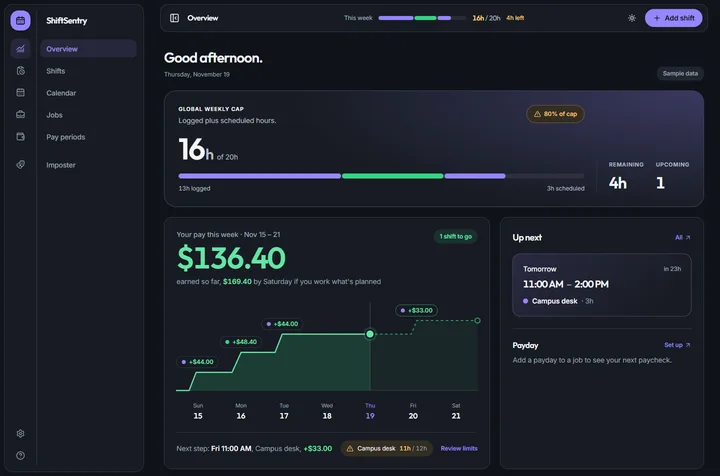 ShiftSentry
Overview
Shifts
Calendar
Jobs
Pay periods
Imposter
Overview
This week 16h / 20h 4h left
Add shift
Good afternoon.
Thursday, November 19
Sample data
GLOBAL WEEKLY CAP
Logged plus scheduled hours.
80% of cap
16h of 20h
13h logged
3h scheduled
REMAINING
4h
UPCOMING
1
Your pay this week · Nov 15 – 21
1 shift to go
$136.40
earned so far, $169.40 by Saturday if you work what's planned
+$44.00
+$48.40
+$44.00
+$33.00
Sun Mon Tue Wed Thu Fri Sat
15 16 17 18 19 20 21
Next step: Fri 11:00 AM, Campus desk, +$33.00
Campus desk 11h / 12h
Review limits
Up next
All
Tomorrow
in 23h
11:00 AM – 2:00 PM
Campus desk · 3h
Payday
Set up
Add a payday to a job to see your next paycheck.